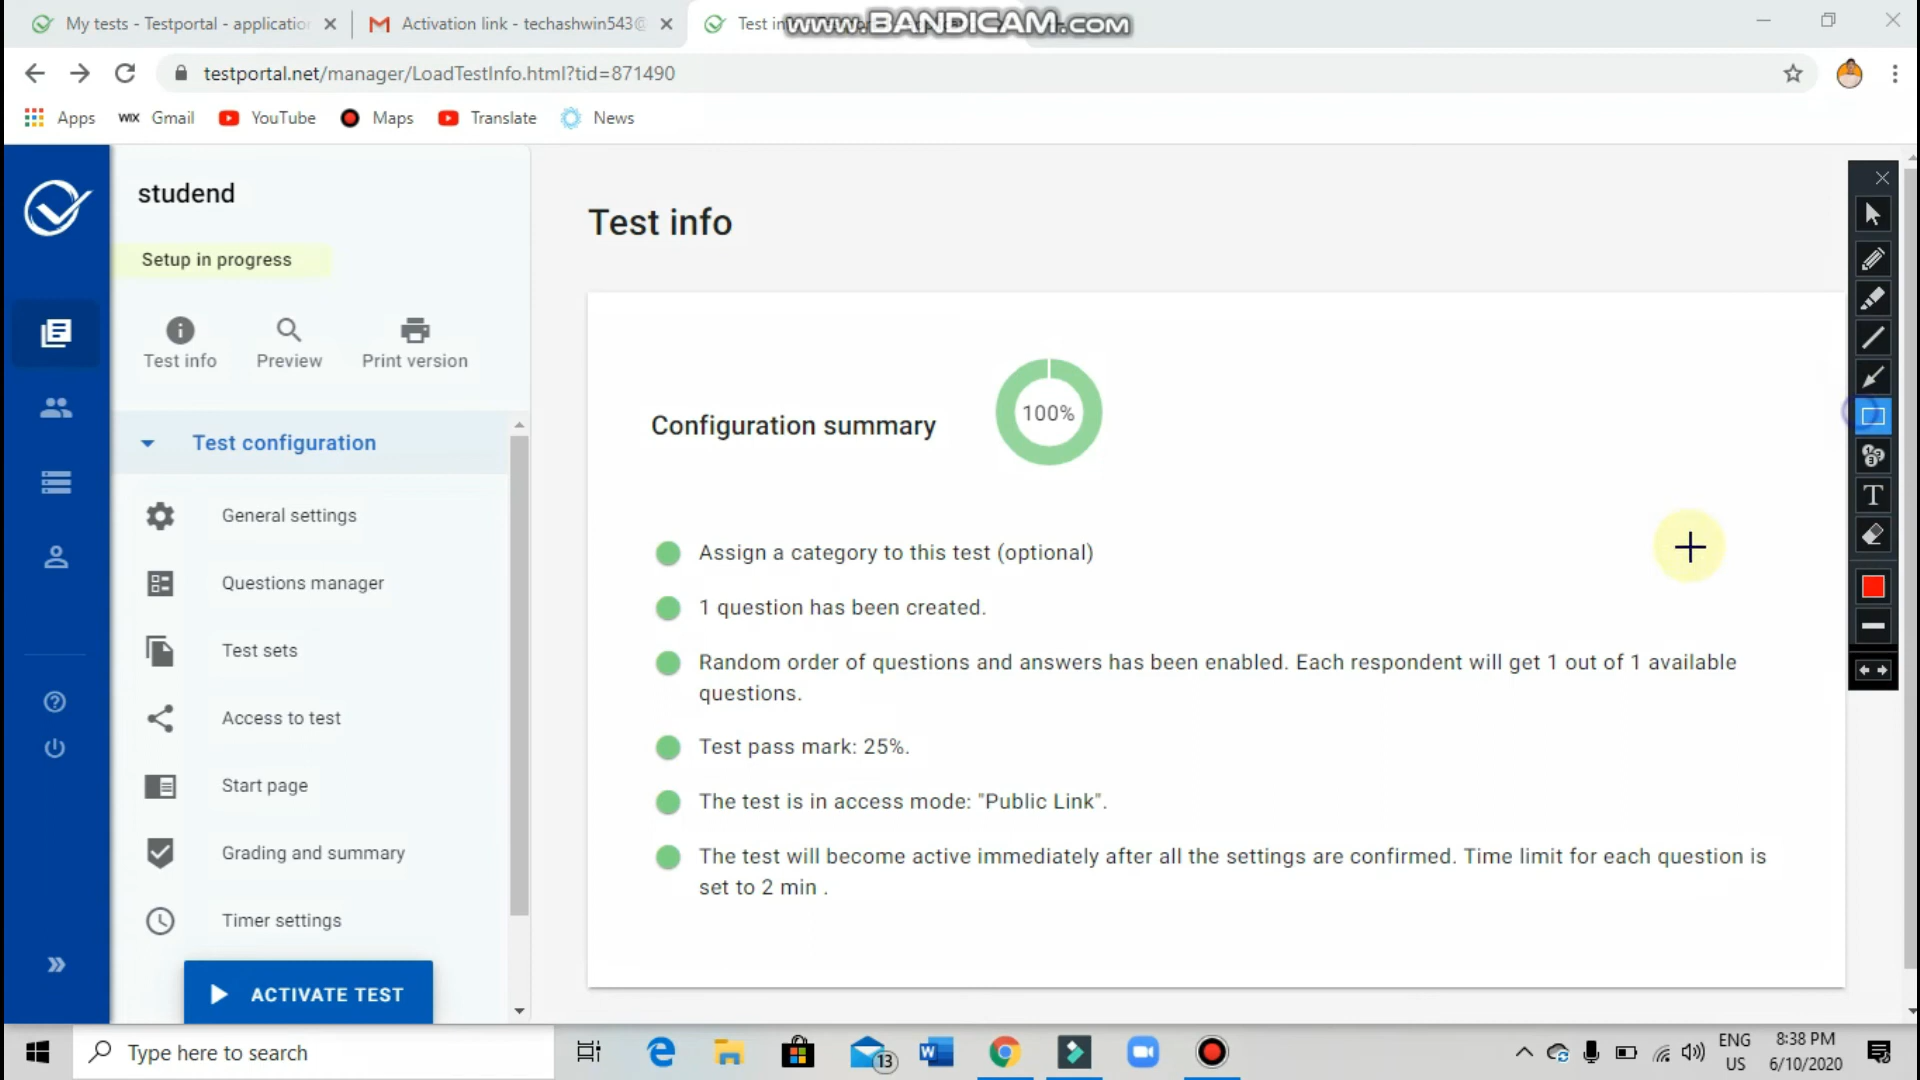 My tests - Testportal - application
Activation link - techashwin543@
Test in
www.BANDICAM.com
testportal.net/manager/LoadTestInfo.html?tid=871490
Apps
WIX
Gmail
YouTube
Maps
Translate
News
studend
Setup in progress
Test info
Preview
Print version
Test configuration
General settings
Questions manager
Test sets
Access to test
Start page
Grading and summary
Timer settings
ACTIVATE TEST
Test info
Configuration summary
100%
Assign a category to this test (optional)
1 question has been created.
Random order of questions and answers has been enabled. Each respondent will get 1 out of 1 available
questions.
Test pass mark: 25%.
The test is in access mode: "Public Link".
The test will become active immediately after all the settings are confirmed. Time limit for each question is
set to 2 min .
T
Type here to search
13
ENG
US
8:38 PM
6/10/2020